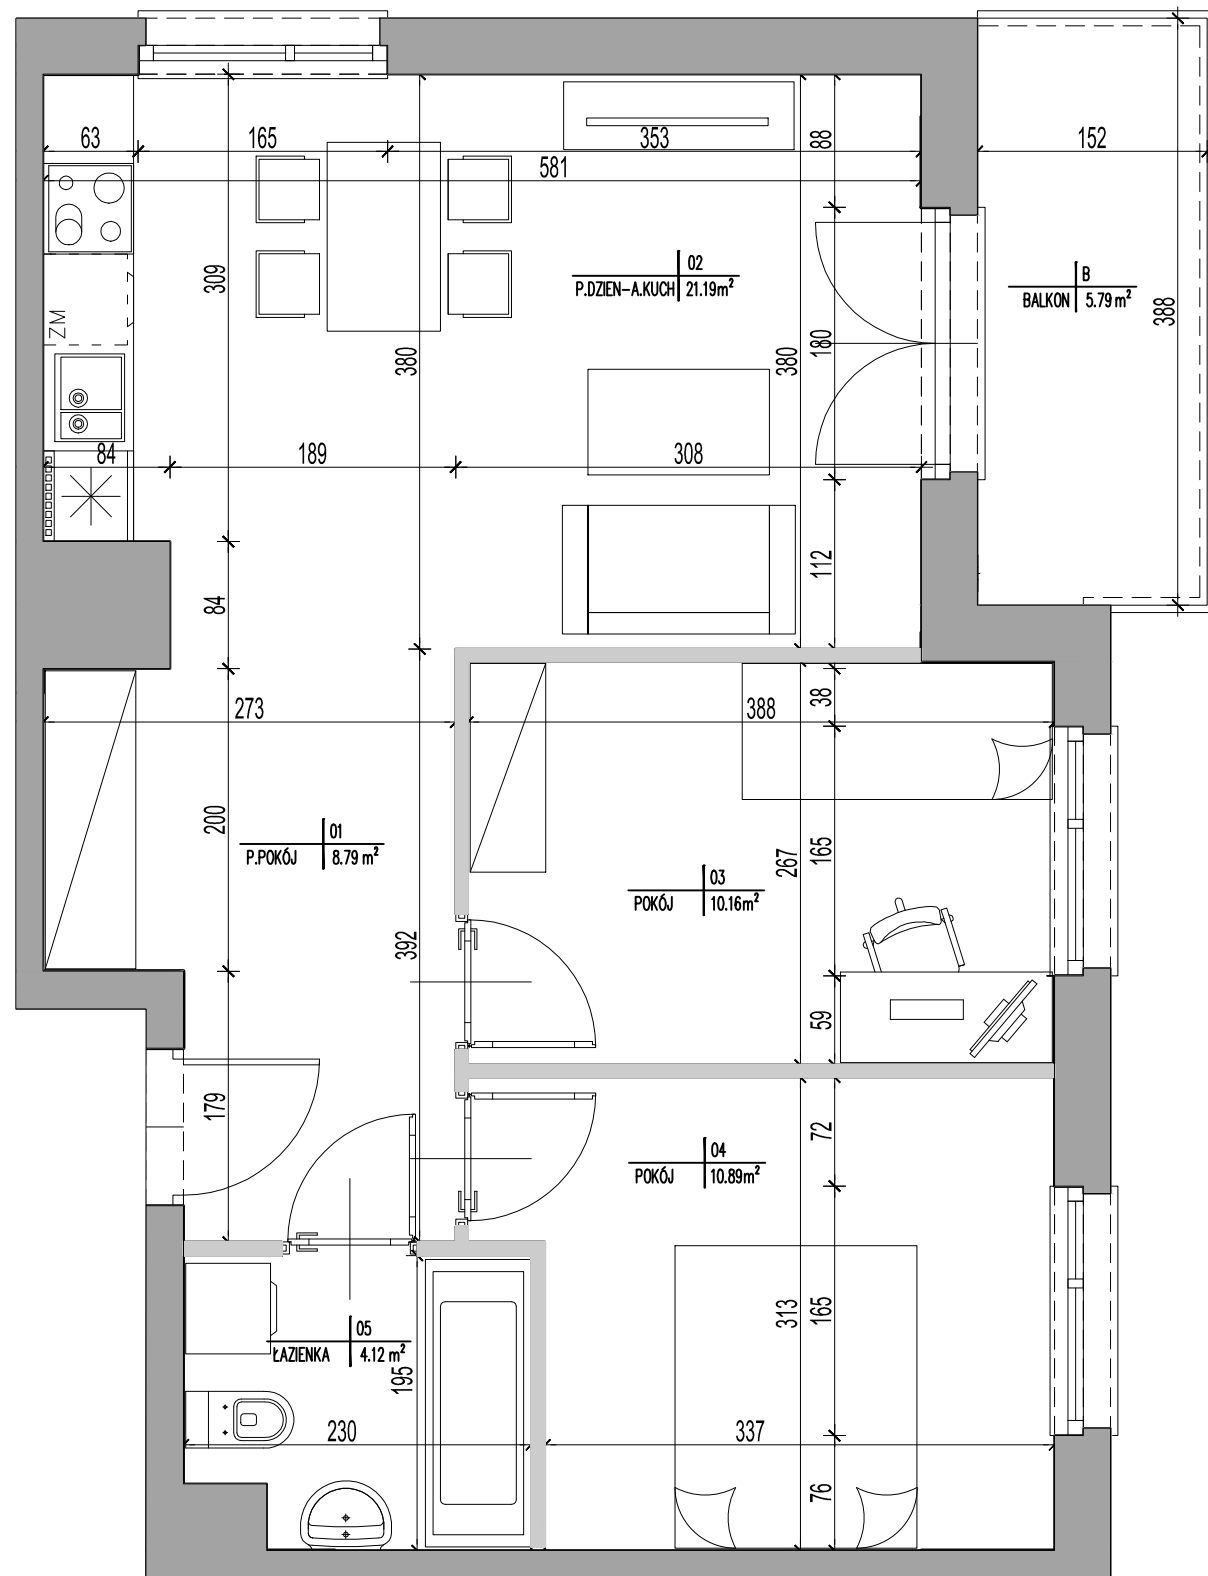 63
165
353
88
152
581
02
P.DZIEN-A.KUCH
21.19m²
B
BALKON
5.79 m²
309
ZM
380
380
180
388
84
189
308
112
84
273
388
38
200
01
P.POKÓJ
8.79 m²
267
165
03
POKÓJ
10.16m²
392
59
179
72
04
POKÓJ
10.89m²
313
165
05
ŁAZIENKA
4.12 m²
195
230
337
76